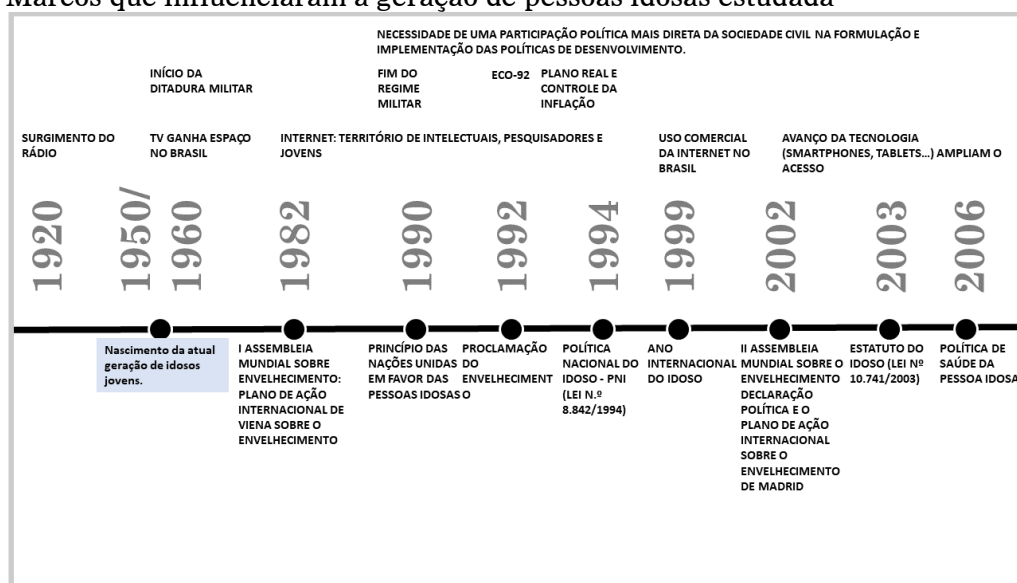 Marcos que influenciaram a geração de pessoas idosas estudada
NECESSIDADE DE UMA PARTICIPAÇÃO POLÍTICA MAIS DIRETA DA SOCIEDADE CIVIL NA FORMULAÇÃO E
IMPLEMENTAÇÃO DAS POLÍTICAS DE DESENVOLVIMENTO.
INÍCIO DA
DITADURA MILITAR
FIM DO
REGIME
MILITAR
ECO-92
PLANO REAL E
CONTROLE DA
INFLAÇÃO
SURGIMENTO DO
RÁDIO
TV GANHA ESPAÇO
NO BRASIL
INTERNET: TERRITÓRIO DE INTELECTUAIS, PESQUISADORES E
JOVENS
USO COMERCIAL
DA INTERNET NO
BRASIL
AVANÇO DA TECNOLOGIA
(SMARTPHONES, TABLETS...) AMPLIAM O
ACESSO
1920
1950/
1960
1982
1990
1992
1994
1999
2002
2003
2006
Nascimento da atual
geração de idosos
jovens.
I ASSEMBLEIA
MUNDIAL SOBRE
ENVELHECIMENTO:
PLANO DE AÇÃO
INTERNACIONAL DE
VIENA SOBRE O
ENVELHECIMENTO
PRINCÍPIO DAS
NAÇÕES UNIDAS
EM FAVOR DAS
PESSOAS IDOSAS
PROCLAMAÇÃO
DO
ENVELHECIMENT
O
POLÍTICA
NACIONAL DO
IDOSO - PNI
(LEI N.º
8.842/1994)
ANO
INTERNACIONAL
DO IDOSO
II ASSEMBLEIA
MUNDIAL SOBRE O
ENVELHECIMENTO
DECLARAÇÃO
POLÍTICA E O
PLANO DE AÇÃO
INTERNACIONAL
SOBRE O
ENVELHECIMENTO
DE MADRID
ESTATUTO DO
IDOSO (LEI Nº
10.741/2003)
POLÍTICA DE
SAÚDE DA
PESSOA IDOSA